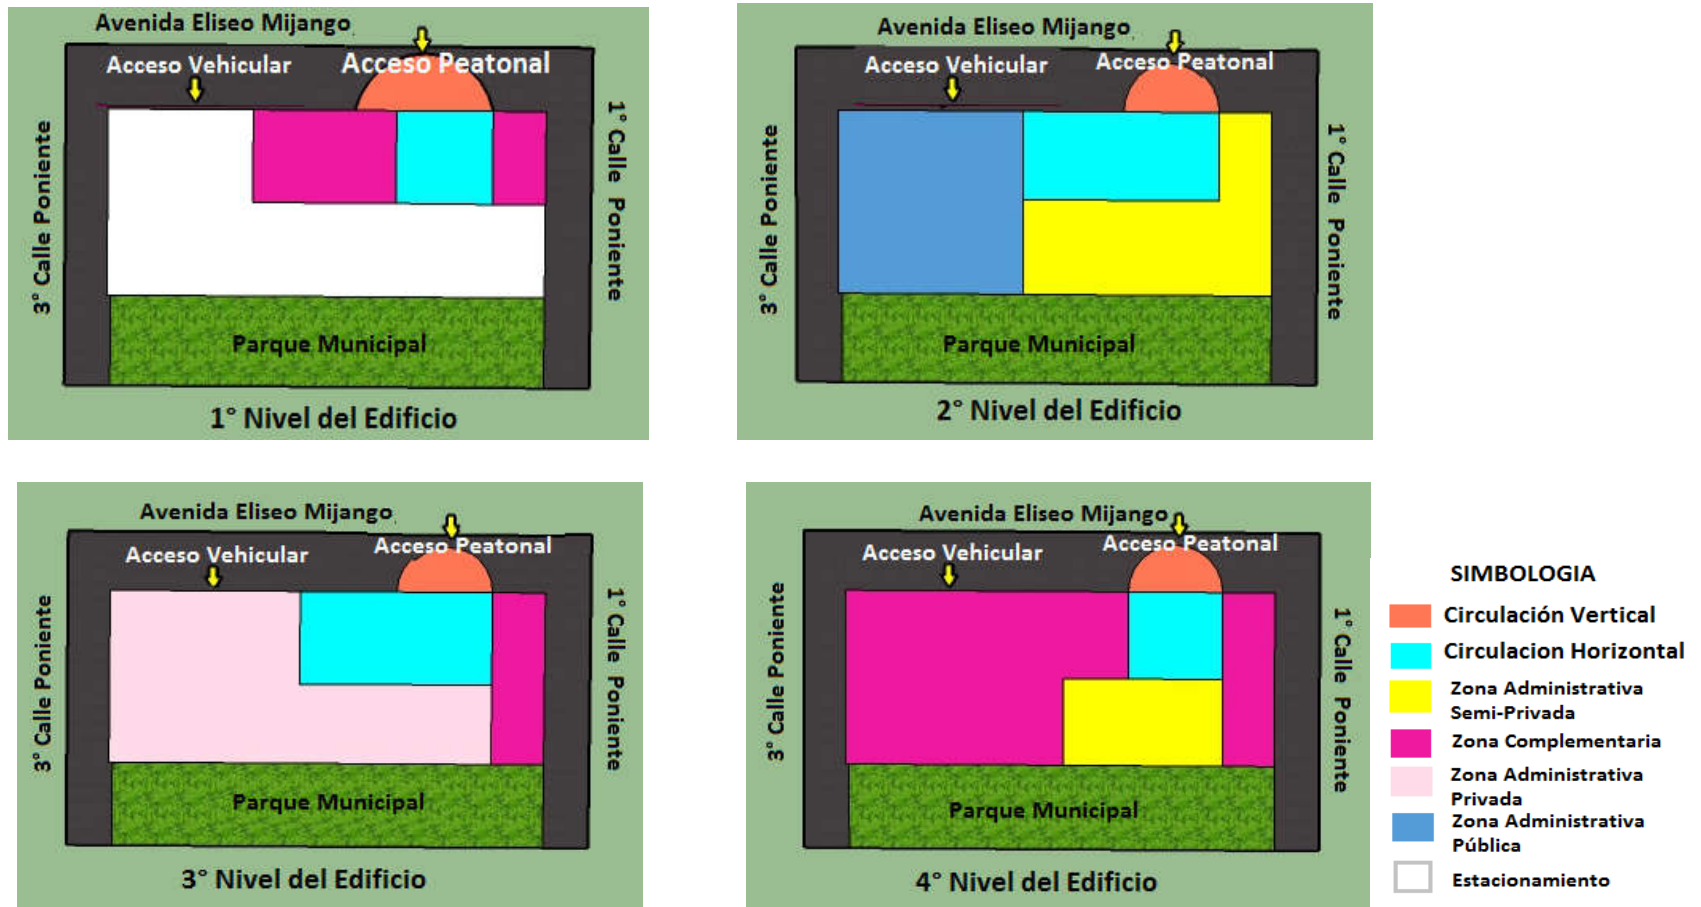 Avenida Eliseo Mijango
Acceso Vehicular
Acceso Peatonal
3° Calle Poniente
1° Calle Poniente
Parque Municipal
1° Nivel del Edificio
Avenida Eliseo Mijango
Acceso Vehicular
Acceso Peatonal
3° Calle Poniente
1° Calle Poniente
Parque Municipal
2° Nivel del Edificio
Avenida Eliseo Mijango
Acceso Vehicular
Acceso Peatonal
3° Calle Poniente
1° Calle Poniente
Parque Municipal
3° Nivel del Edificio
Avenida Eliseo Mijango
Acceso Vehicular
Acceso Peatonal
3° Calle Poniente
1° Calle Poniente
Parque Municipal
4° Nivel del Edificio
SIMBOLOGIA
Circulación Vertical
Circulacion Horizontal
Zona Administrativa
Semi-Privada
Zona Complementaria
Zona Administrativa
Privada
Zona Administrativa
Pública
Estacionamiento